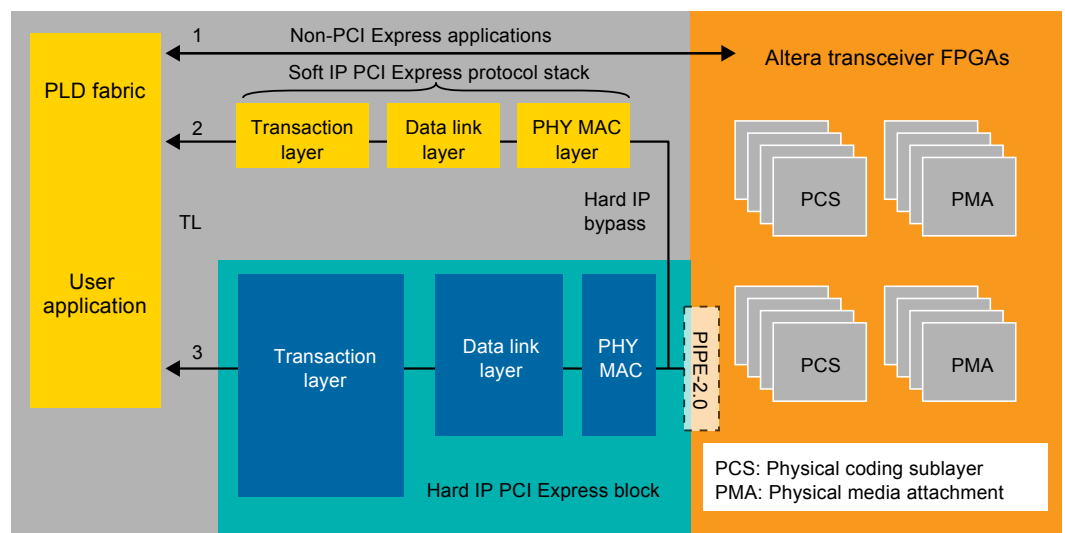 1
Non-PCI Express applications
Altera transceiver FPGAs
Soft IP PCI Express protocol stack
PLD fabric
2
Transaction
layer
Data link
layer
PHY MAC
layer
Hard IP
bypass
TL
PCS
PMA
User
application
3
Transaction
layer
Data link
layer
PHY
MAC
PIPE-2.0
PCS
PMA
Hard IP PCI Express block
PCS: Physical coding sublayer
PMA: Physical media attachment